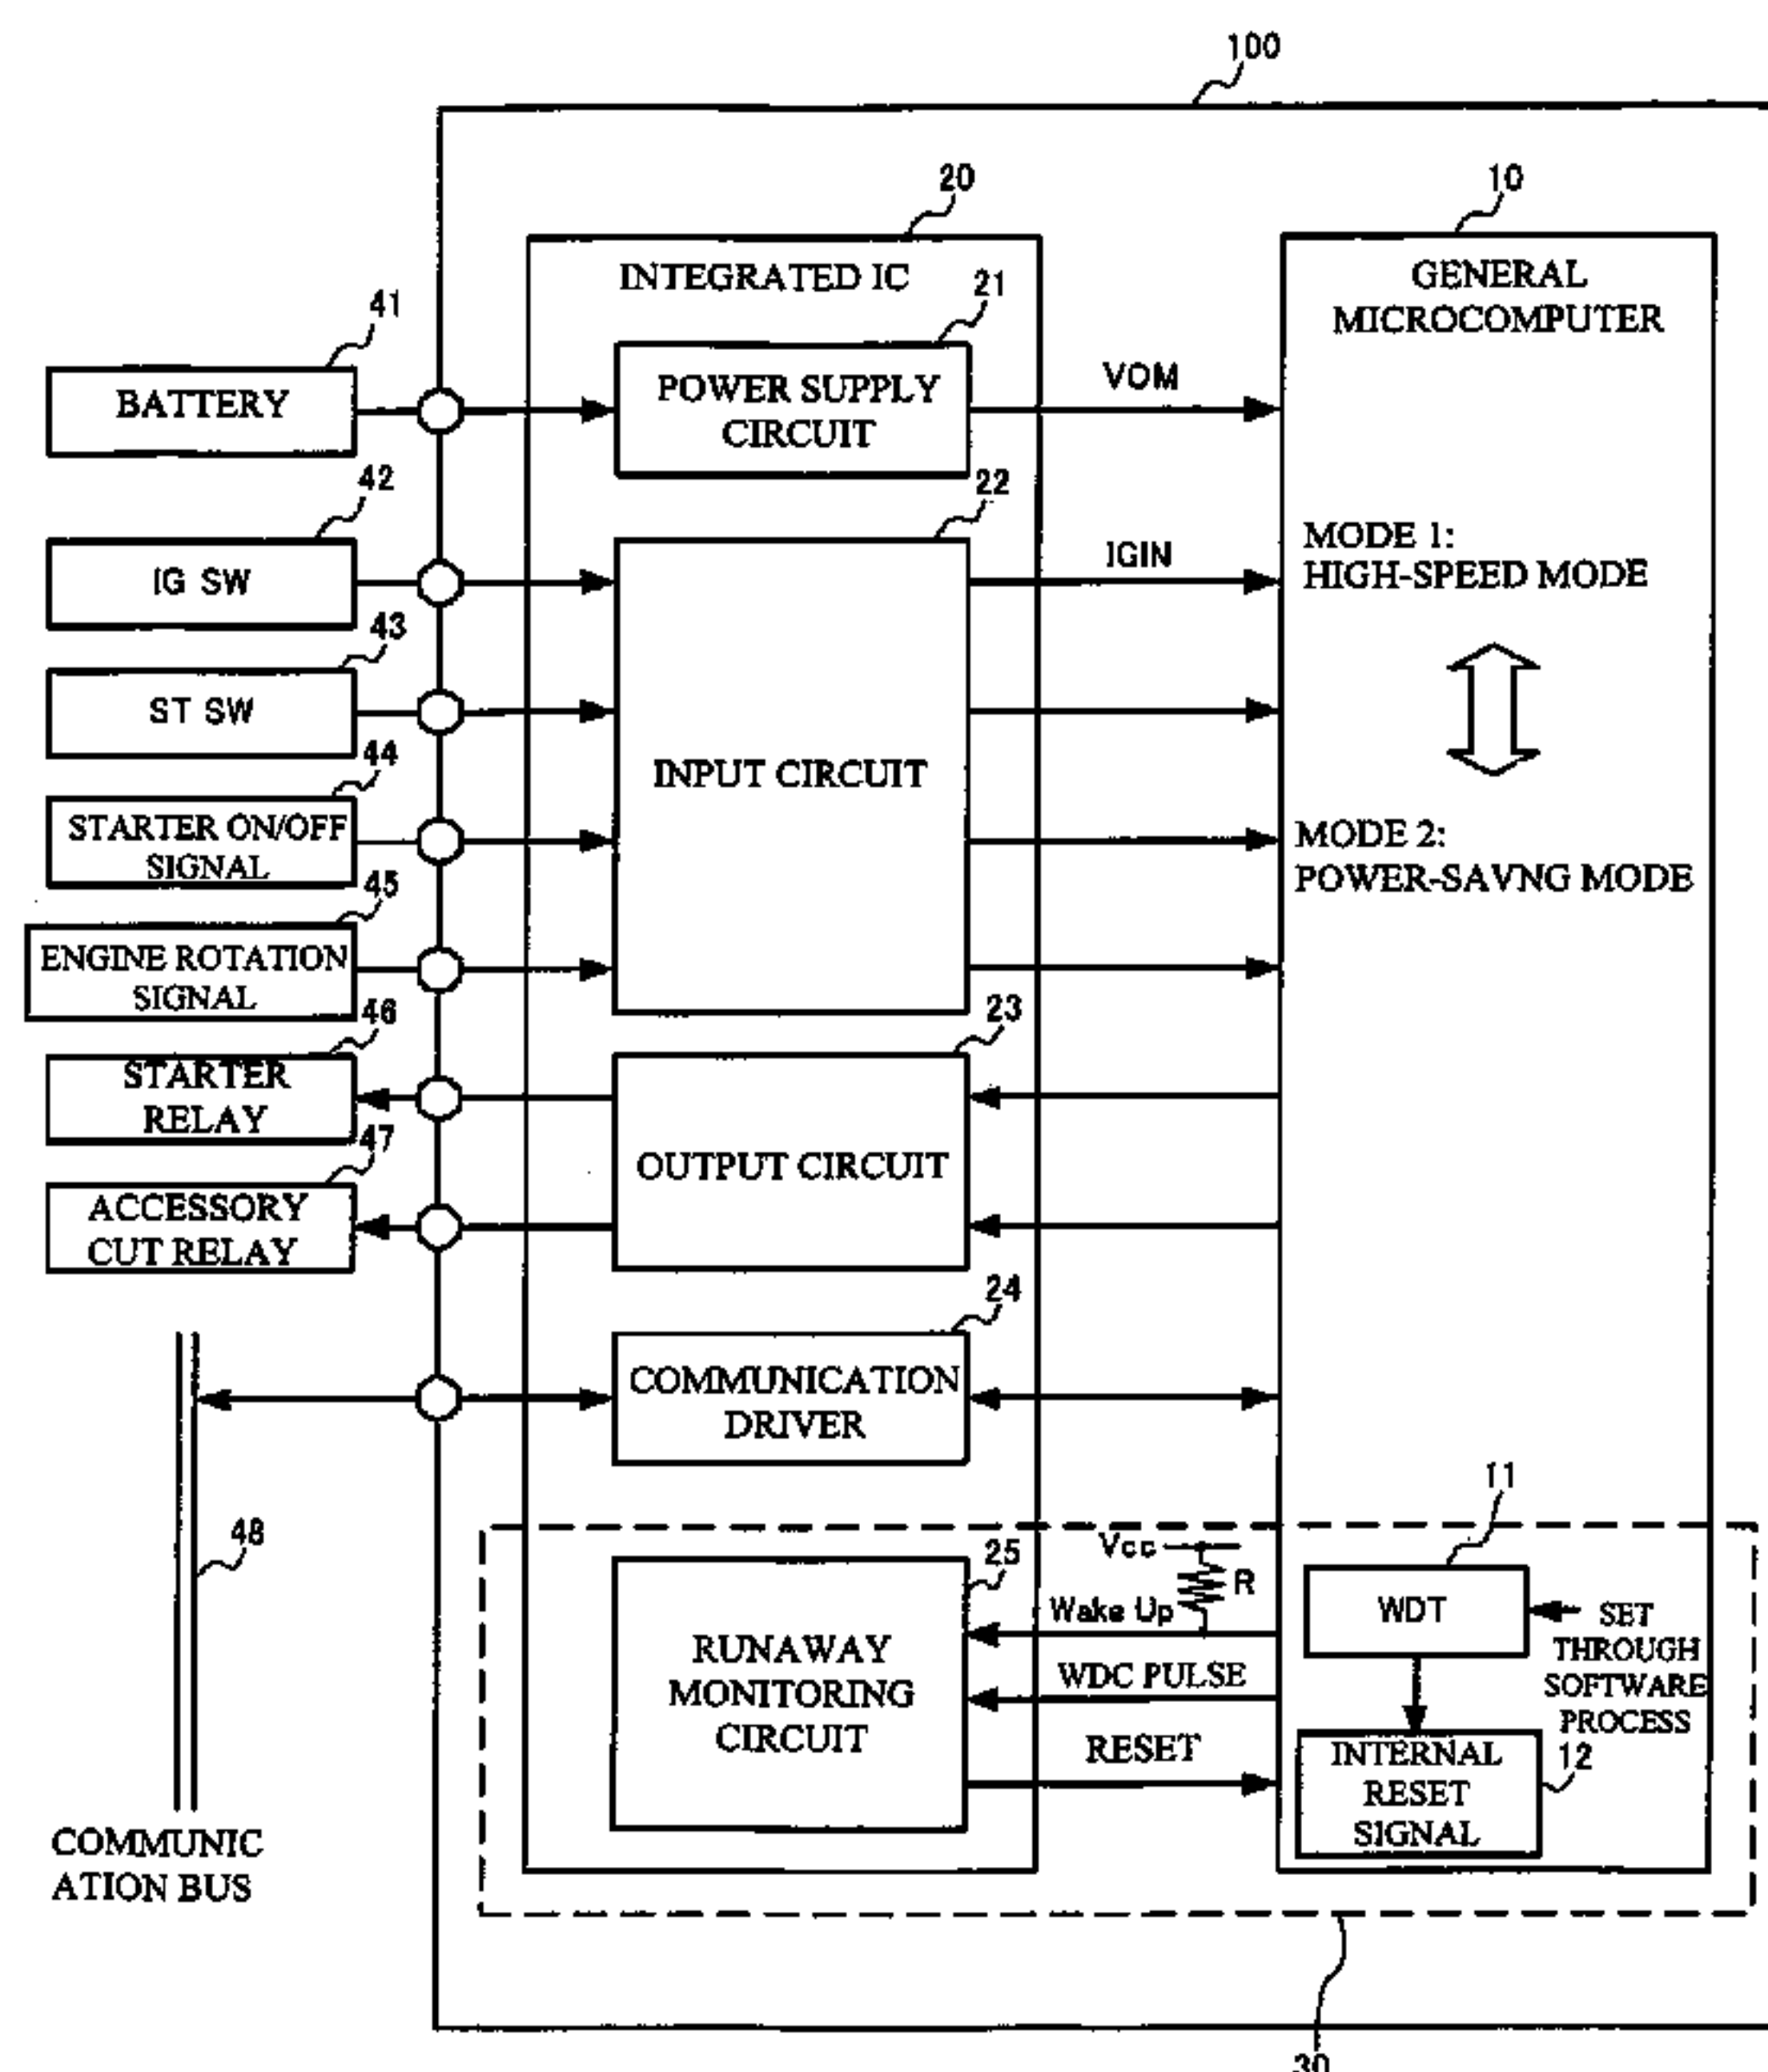 100
20
10
INTEGRATED IC
21
GENERAL
MICROCOMPUTER
41
BATTERY
POWER SUPPLY
CIRCUIT
VOM
42
22
IG SW
IGIN
MODE 1:
HIGH-SPEED MODE
43
ST SW
INPUT CIRCUIT
44
STARTER ON/OFF
SIGNAL
MODE 2:
POWER-SAVNG MODE
45
ENGINE ROTATION
SIGNAL
46
23
STARTER
RELAY
OUTPUT CIRCUIT
47
ACCESSORY
CUT RELAY
24
COMMUNICATION
DRIVER
48
COMMUNIC
ATION BUS
11
25
Vcc
R
Wake Up
WDT
SET
THROUGH
SOFTWARE
PROCESS
RUNAWAY
MONITORING
CIRCUIT
WDC PULSE
RESET
12
INTERNAL
RESET
SIGNAL
30